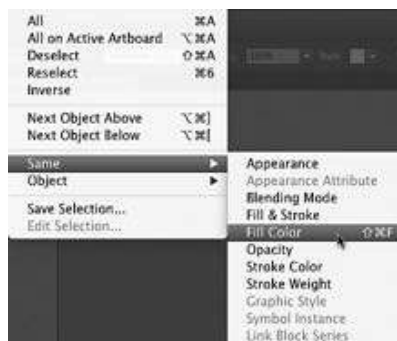 All ⌘A
All on Active Artboard ⌥⌘A
Deselect ⇧⌘A
Reselect ⌘6
Inverse
Next Object Above ⌥⌘]
Next Object Below ⌥⌘[
Same ▶
Object ▶
Save Selection...
Edit Selection...
Appearance
Appearance Attribute
Blending Mode
Fill & Stroke
Fill Color ⇧⌘F
Opacity
Stroke Color
Stroke Weight
Graphic Style
Symbol Instance
Link Block Series